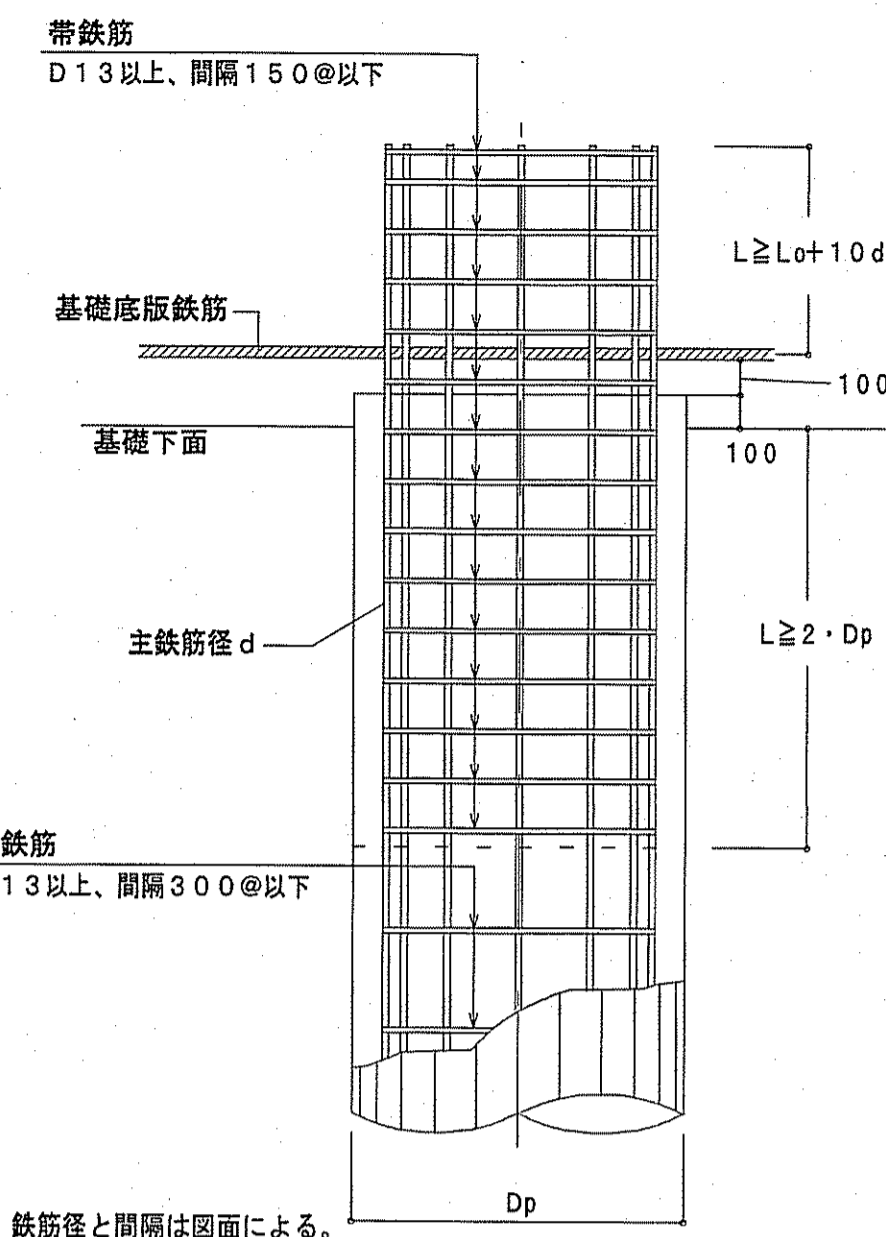 帯鉄筋
D13以上、間隔150@以下
L≧Lo+10d
基礎底版鉄筋
100
基礎下面
100
主鉄筋径d
L≧2・Dp
鉄筋
13以上、間隔300@以下
Dp
鉄筋径と間隔は図面による。